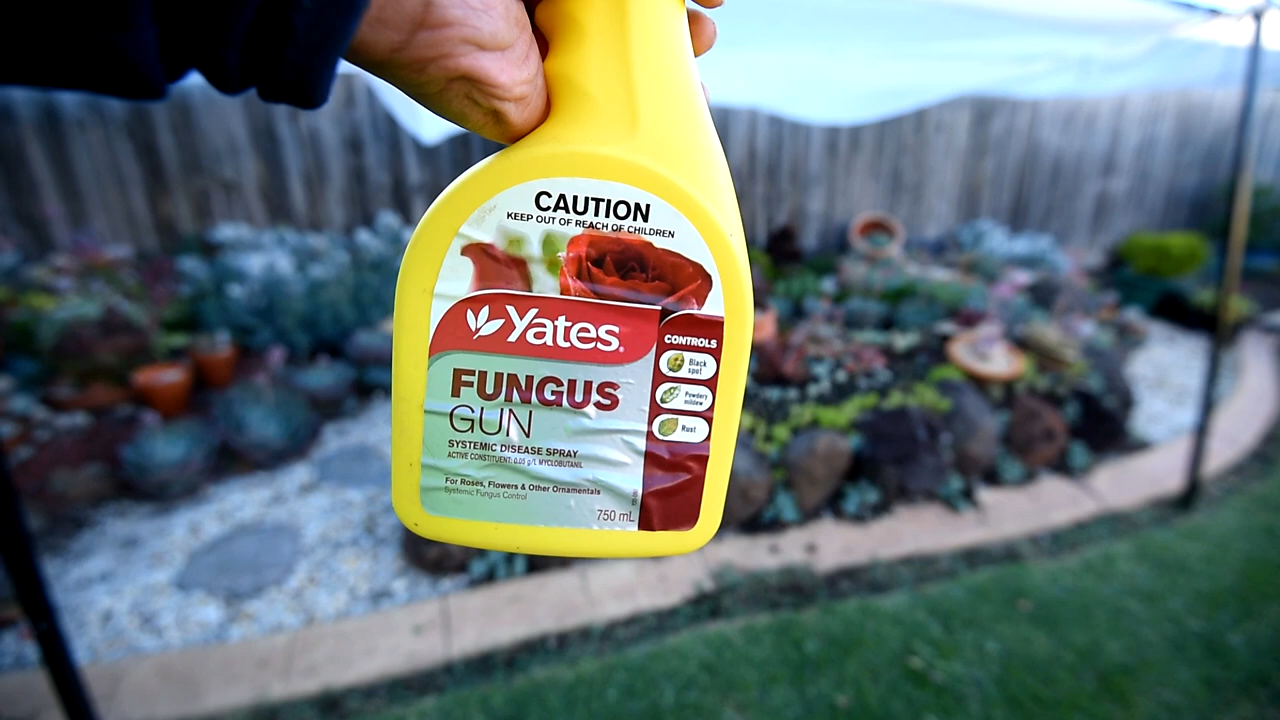 CAUTION
KEEP OUT OF REACH OF CHILDREN
Yates
CONTROLS
Black
spot
Powdery
mildew
Rust
FUNGUS
GUN
SYSTEMIC DISEASE SPRAY
ACTIVE CONSTITUENT: 0.05 g/L MYCLOBUTANIL
For Roses, Flowers & Other Ornamentals
Systemic Fungus Control
750 mL